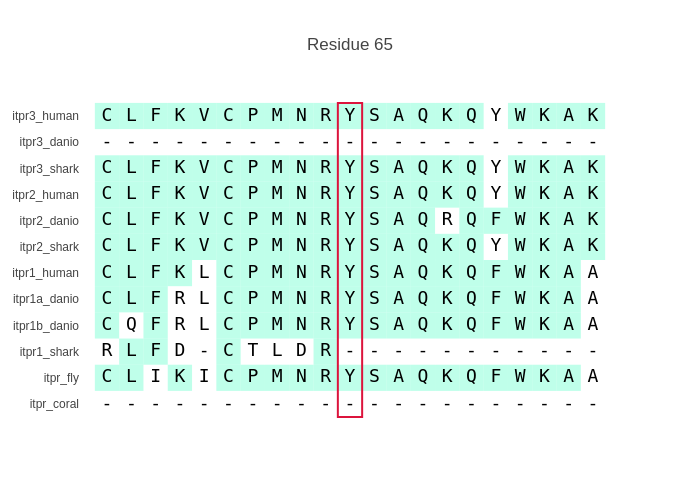 Residue 65
itpr3_human C L F K V C P M N R Y S A Q K Q Y W K A K
itpr3_danio - - - - - - - - - - - - - - - - - - - - -
itpr3_shark C L F K V C P M N R Y S A Q K Q Y W K A K
itpr2_human C L F K V C P M N R Y S A Q K Q Y W K A K
itpr2_danio C L F K V C P M N R Y S A Q R Q F W K A K
itpr2_shark C L F K V C P M N R Y S A Q K Q Y W K A K
itpr1_human C L F K L C P M N R Y S A Q K Q F W K A A
itpr1a_danio C L F R L C P M N R Y S A Q K Q F W K A A
itpr1b_danio C Q F R L C P M N R Y S A Q K Q F W K A A
itpr1_shark R L F D - C T L D R - - - - - - - - - - -
itpr_fly C L I K I C P M N R Y S A Q K Q F W K A A
itpr_coral - - - - - - - - - - - - - - - - - - - - -